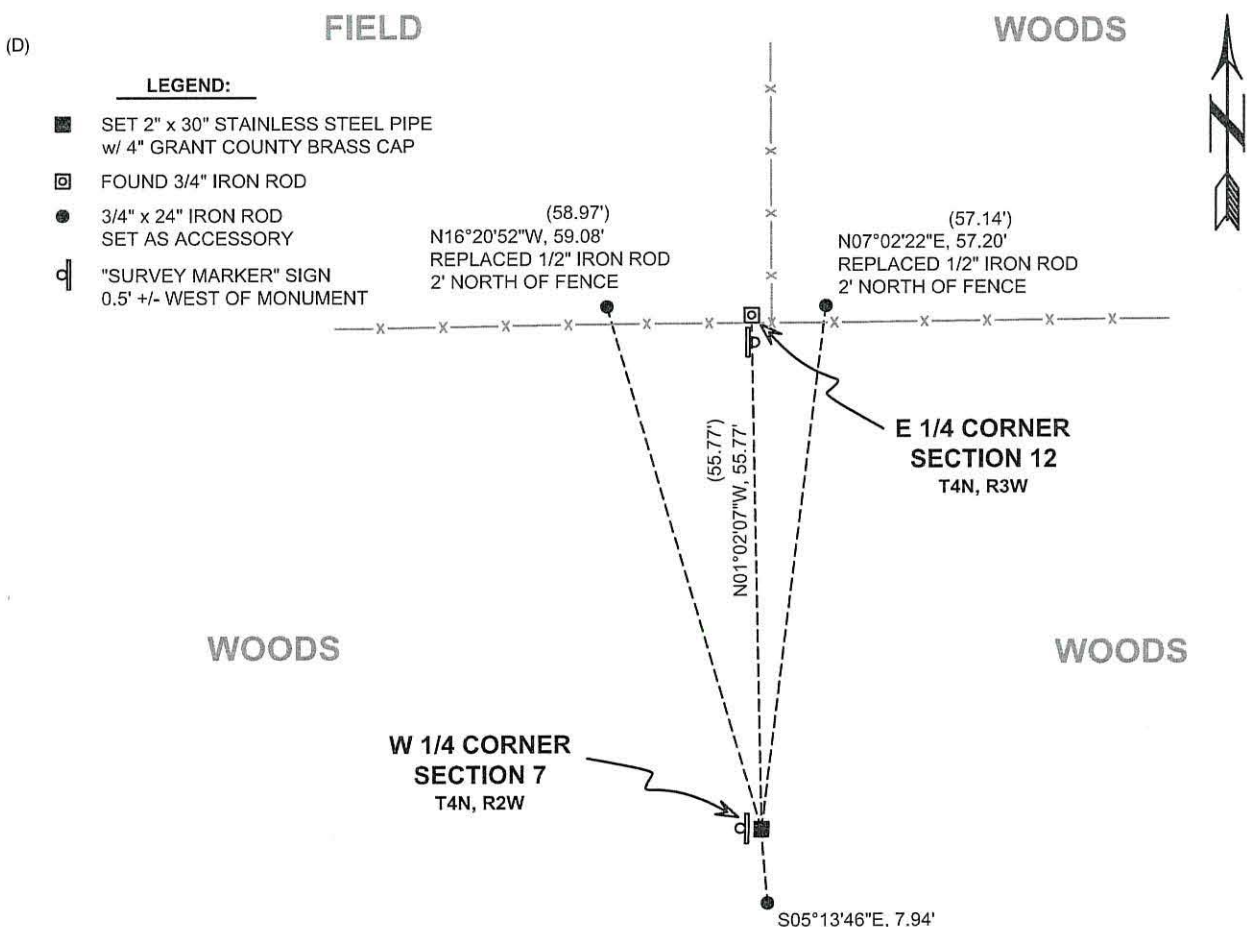 FIELD
WOODS
(D)
LEGEND:
SET 2" x 30" STAINLESS STEEL PIPE
w/ 4" GRANT COUNTY BRASS CAP
FOUND 3/4" IRON ROD
3/4" x 24" IRON ROD
SET AS ACCESSORY
"SURVEY MARKER" SIGN
0.5' +/- WEST OF MONUMENT
N
(58.97')
N16°20'52"W, 59.08'
REPLACED 1/2" IRON ROD
2' NORTH OF FENCE
(57.14')
N07°02'22"E, 57.20'
REPLACED 1/2" IRON ROD
2' NORTH OF FENCE
(55.77')
N01°02'07"W, 55.77'
E 1/4 CORNER
SECTION 12
T4N, R3W
WOODS
WOODS
W 1/4 CORNER
SECTION 7
T4N, R2W
S05°13'46"E, 7.94'